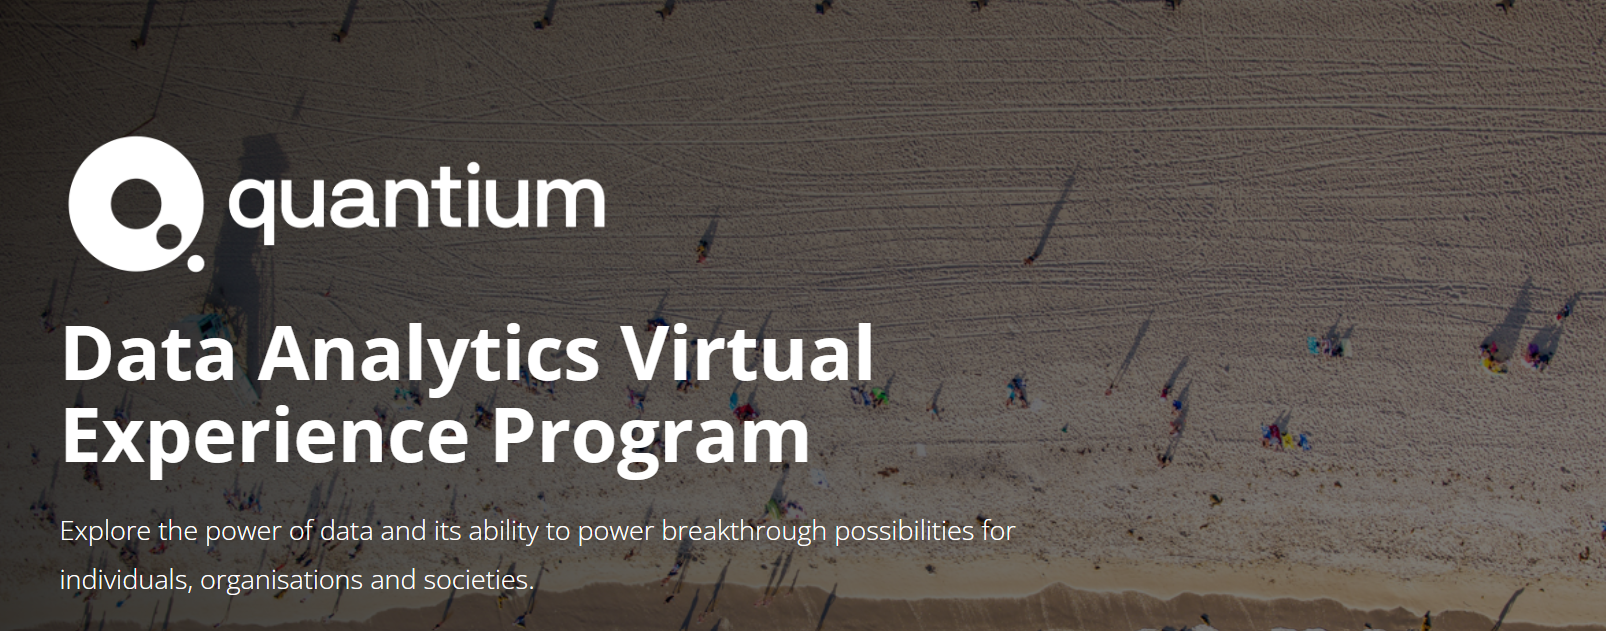 quantium
Data Analytics Virtual
Experience Program
Explore the power of data and its ability to power breakthrough possibilities for
individuals, organisations and societies.